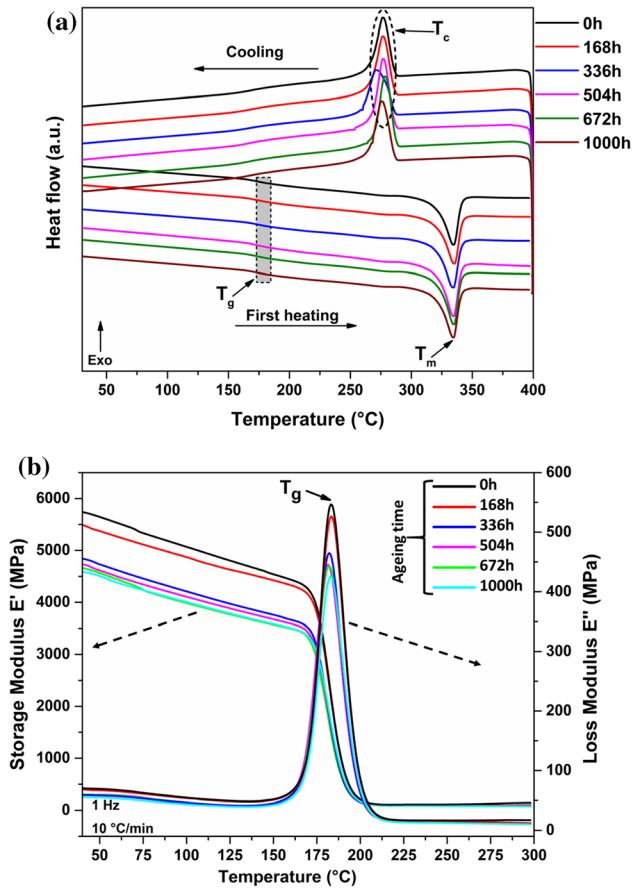 (a)
Tc
Cooling
0h
168h
336h
504h
672h
1000h
Heat flow (a.u.)
Tg
First heating
Tm
Exo
50 100 150 200 250 300 350 400
Temperature (°C)
(b)
600
6000
5000
4000
3000
2000
1000
0
Storage Modulus E' (MPa)
Tg
Ageing time
0h
168h
336h
504h
672h
1000h
500
400
300
200
100
0
Loss Modulus E'' (MPa)
1 Hz
10 °C/min
50 75 100 125 150 175 200 225 250 275 300
Temperature (°C)